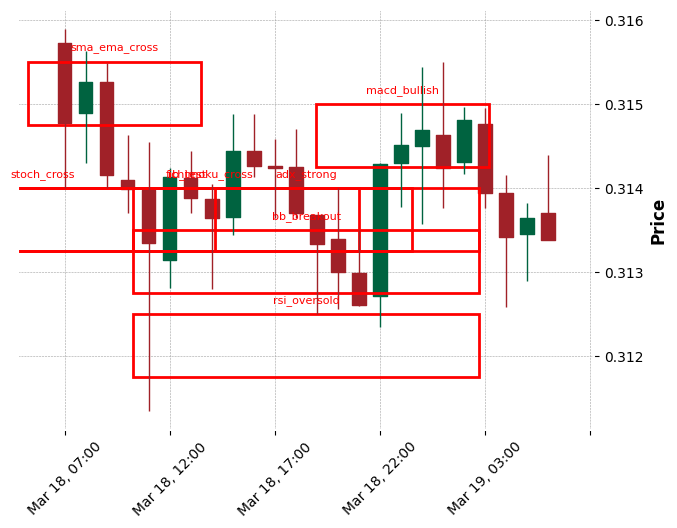 0.316
sma_ema_cross
0.315
macd_bullish
stoch_cross
adx_strong
0.314
bb_breakout
Price
0.313
rsi_oversold
0.312
Mar 18, 07:00
Mar 18, 12:00
Mar 18, 17:00
Mar 18, 22:00
Mar 19, 03:00